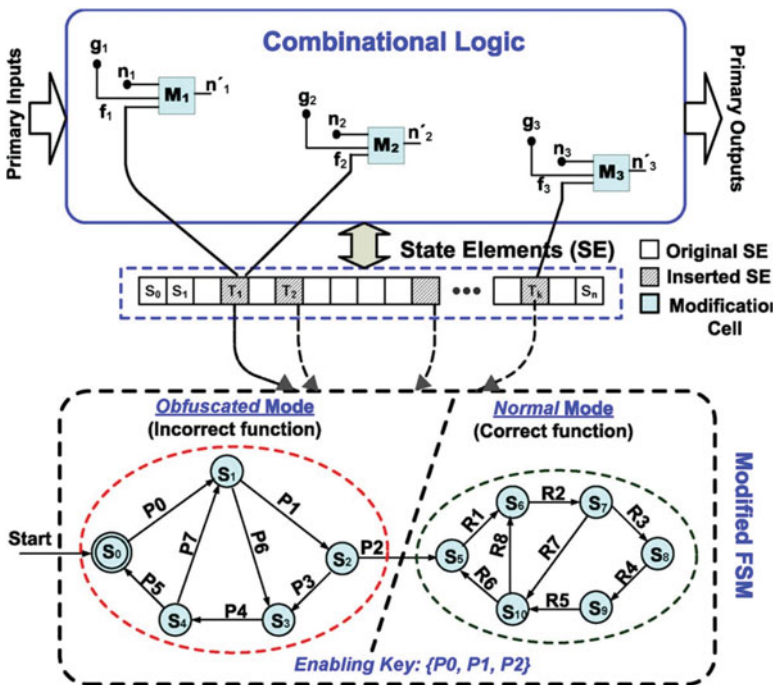 Combinational Logic
Primary Inputs
Primary Outputs
g1
n1
M1
n´1
f1
g2
n2
M2
n´2
f2
g3
n3
M3
n´3
f3
State Elements (SE)
Original SE
Inserted SE
Modification Cell
S0 S1 T1 T2 ••• Tk Sn
Obfuscated Mode
(Incorrect function)
Normal Mode
(Correct function)
Modified FSM
Start
S0
S1
S2
S3
S4
P0
P1
P2
P3
P4
P5
P6
P7
S5
S6
S7
S8
S9
S10
R1
R2
R3
R4
R5
R6
R7
R8
Enabling Key: {P0, P1, P2}